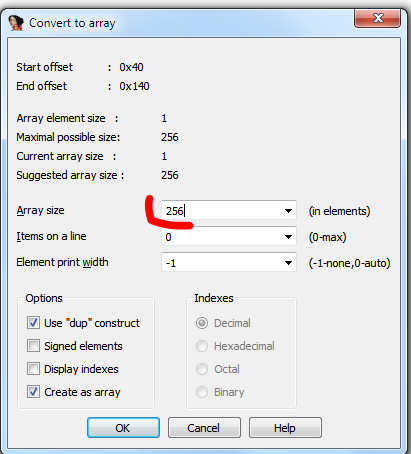 Convert to array
Start offset : 0x40
End offset : 0x140
Array element size : 1
Maximal possible size: 256
Current array size : 1
Suggested array size : 256
Array size 256 (in elements)
Items on a line 0 (0-max)
Element print width -1 (-1-none,0-auto)
Options Indexes
Use "dup" construct Decimal
Signed elements Hexadecimal
Display indexes Octal
Create as array Binary
OK Cancel Help